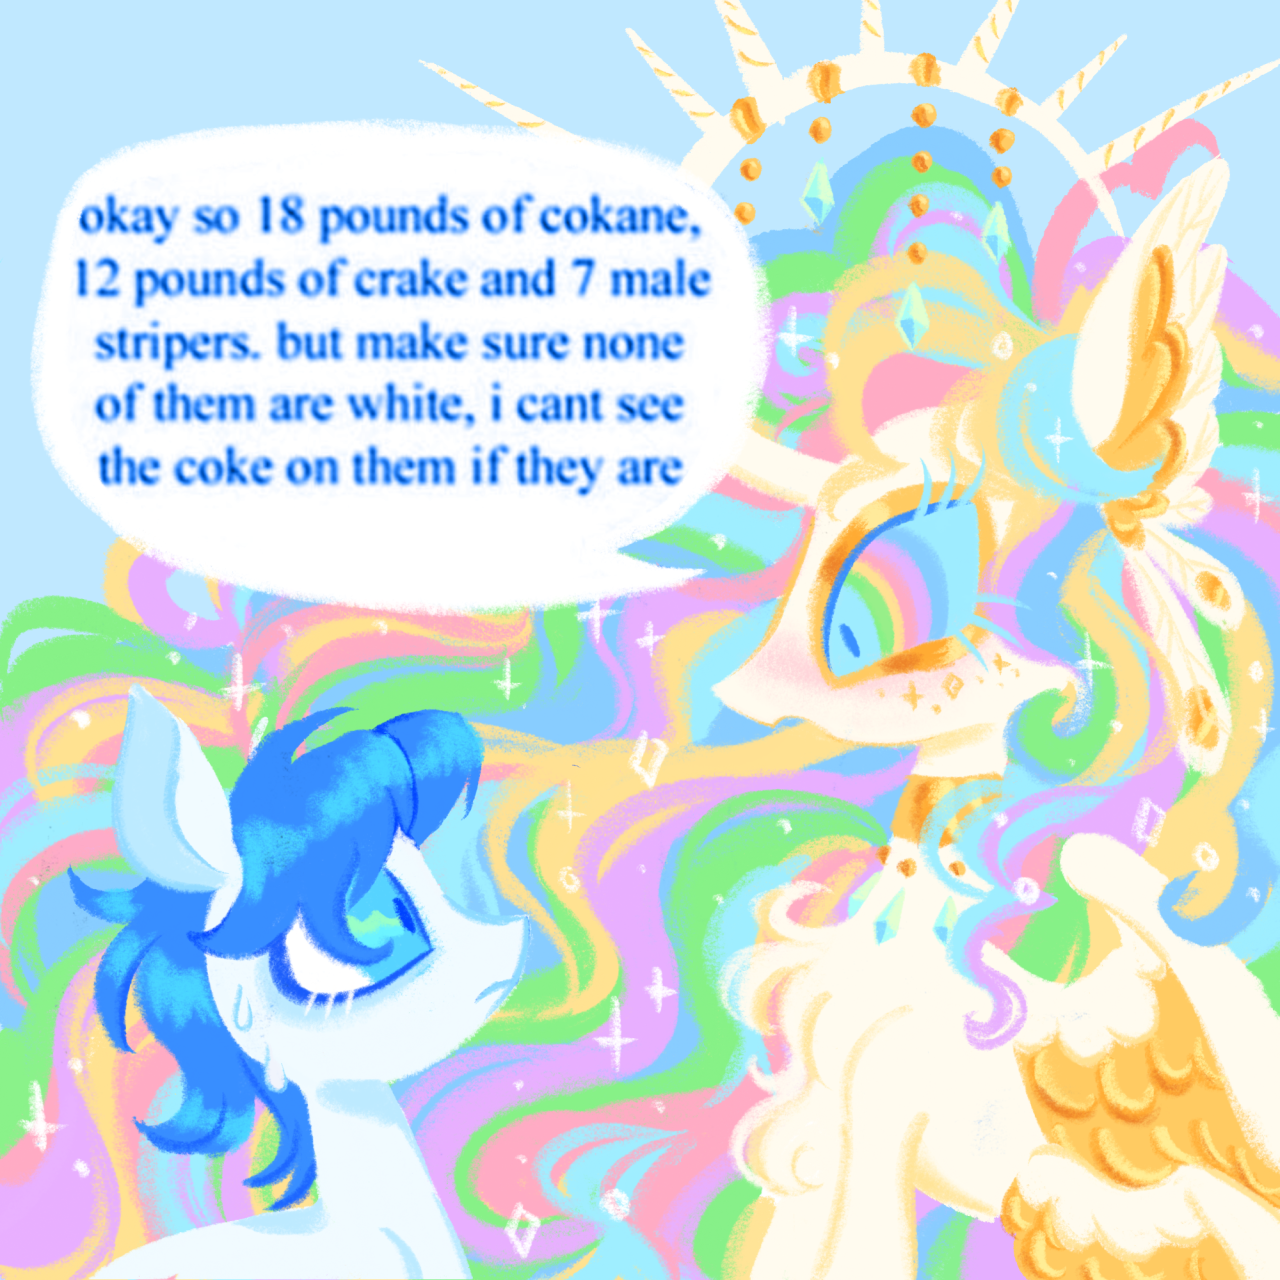 okay so 18 pounds of cokane,
12 pounds of crake and 7 male
stripers. but make sure none
of them are white, i cant see
the coke on them if they are